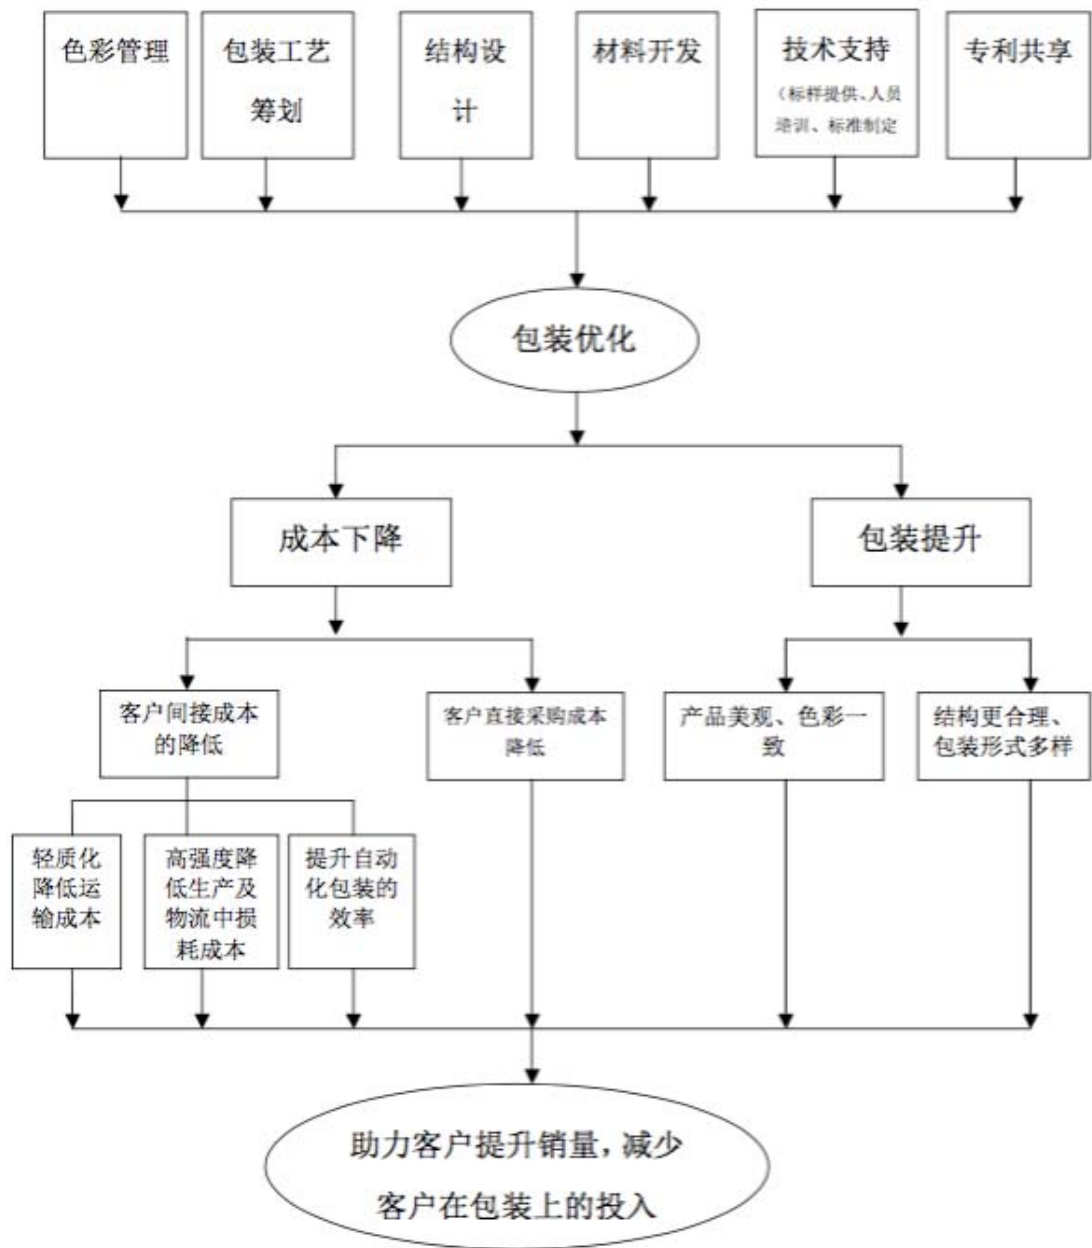 色彩管理
包装工艺
筹划
结构设
计
材料开发
技术支持
（标样提供、人员
培训、标准制定
专利共享
包装优化
成本下降
包装提升
客户间接成本
的降低
客户直接采购成本
降低
产品美观、色彩一
致
结构更合理、
包装形式多样
轻质化
降低运
输成本
高强度降
低生产及
物流中损
耗成本
提升自动
化包装的
效率
助力客户提升销量，减少
客户在包装上的投入